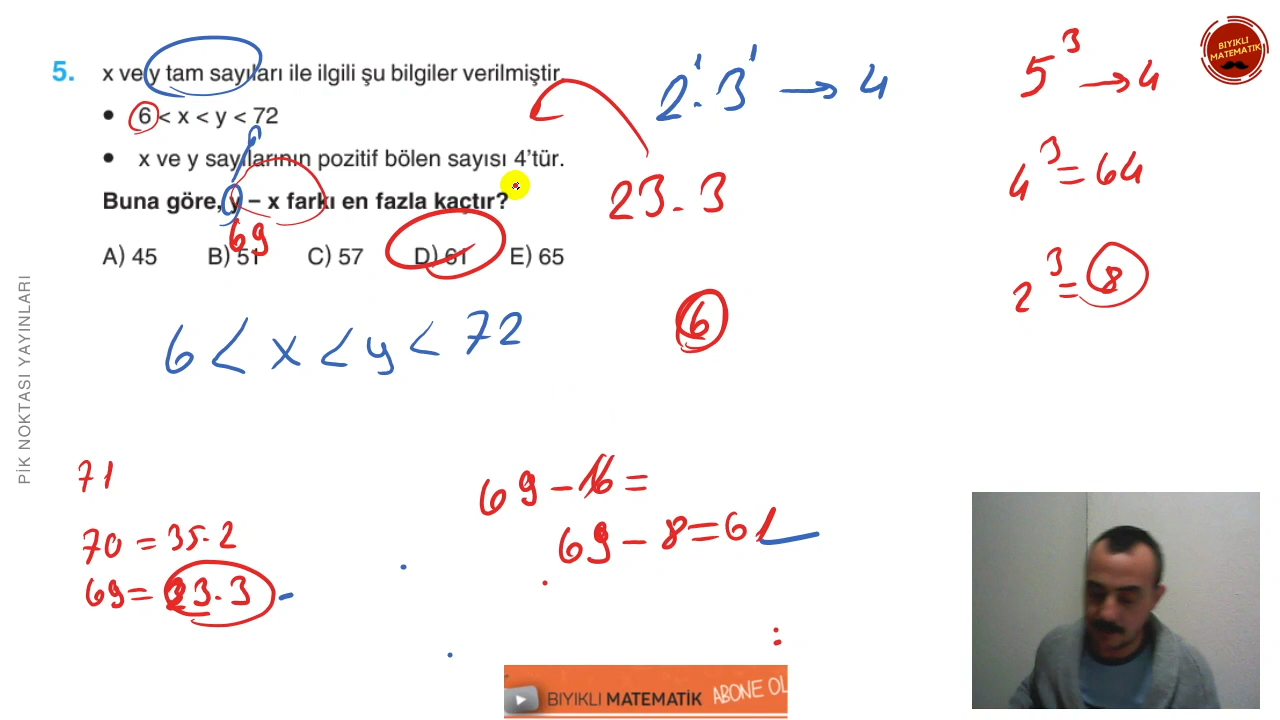 5. x ve y tam sayıları ile ilgili şu bilgiler verilmiştir.
• 6 < x < y < 72
• x ve y sayılarının pozitif bölen sayısı 4'tür.
Buna göre, y – x farkı en fazla kaçtır?
69
A) 45 B) 51 C) 57 D) 61 E) 65
6 < x < y < 72
2¹. 3¹ → 4
23. 3
6
5³ → 4
4³ = 64
2³ = 8
71
70 = 35.2
69 = 23.3
69 – 16 =
69 – 8 = 61
PİK NOKTASI YAYINLARI
BIYIKLI
MATEMATİK
BIYIKLI MATEMATİK ABONE OL